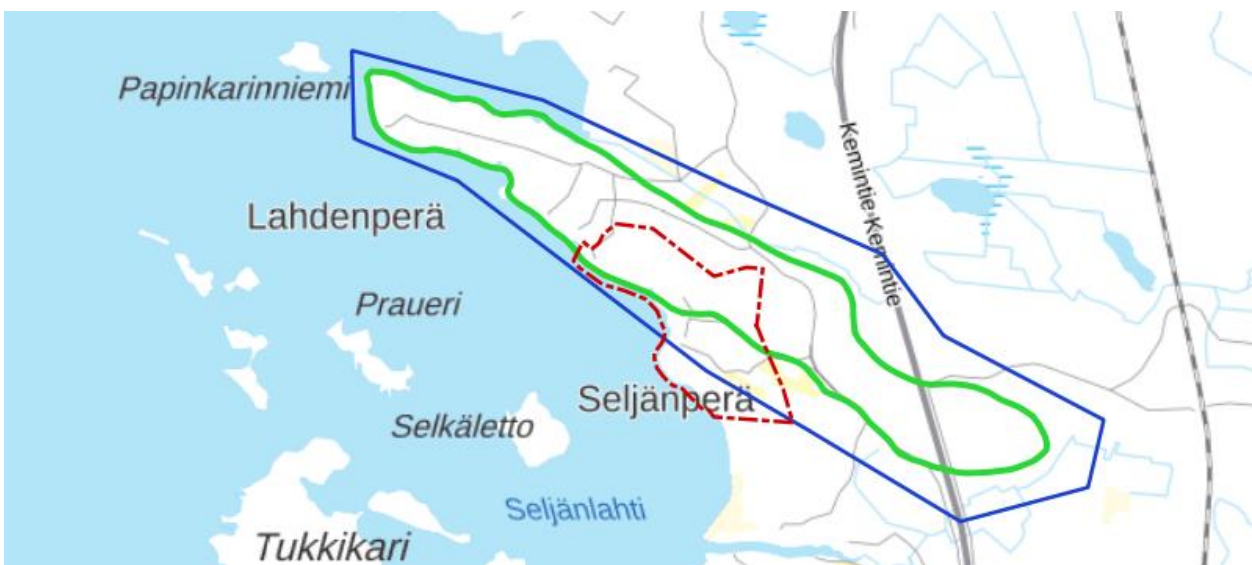 Papinkarinniemi
Kemintie Kemintie
Lahdenperä
Praueri
Seljänperä
Selkäletto
Seljänlahti
Tukkikari